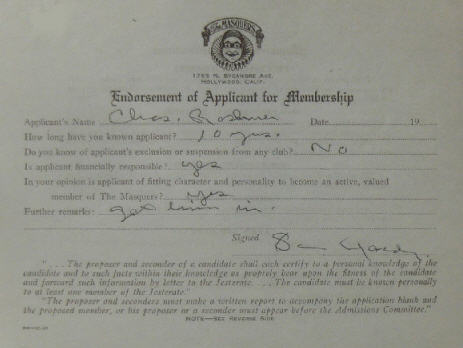 The MASQUERS
1765 N. SYCAMORE AVE.
HOLLYWOOD, CALIF.
Endorsement of Applicant for Membership
Applicant's Name Chas. Date 19
How long have you known applicant? 10 yrs.
Do you know of applicant's exclusion or suspension from any club? No
Is applicant financially responsible? yes
In your opinion is applicant of fitting character and personality to become an active, valued
member of The Masquers? yes
Further remarks: get him in.
Signed
". . . The proposer and seconder of a candidate shall each certify to a personal knowledge of the
candidate and to such facts within their knowledge as properly bear upon the fitness of the candidate
and forward such information by letter to the Jesterate. . . . The candidate must be known personally
to at least one member of the Jesterate."
"The proposer and seconders must make a written report to accompany the application blank and
the proposed member, or his proposer or a seconder must appear before the Admissions Committee."
NOTE—SEE REVERSE SIDE